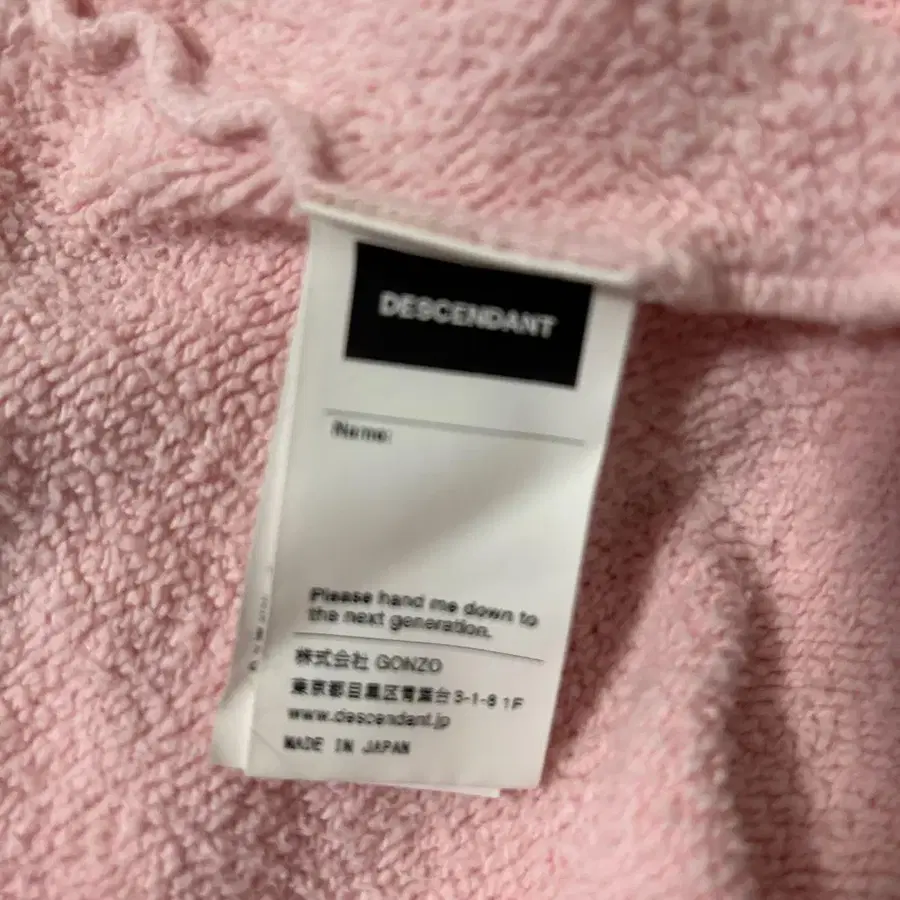 DESCENDANT
Name:
Please hand me down to
the next generation.
株式会社 GONZO
東京都目黒区青葉台3-1-6 1F
www.descendant.jp
MADE IN JAPAN